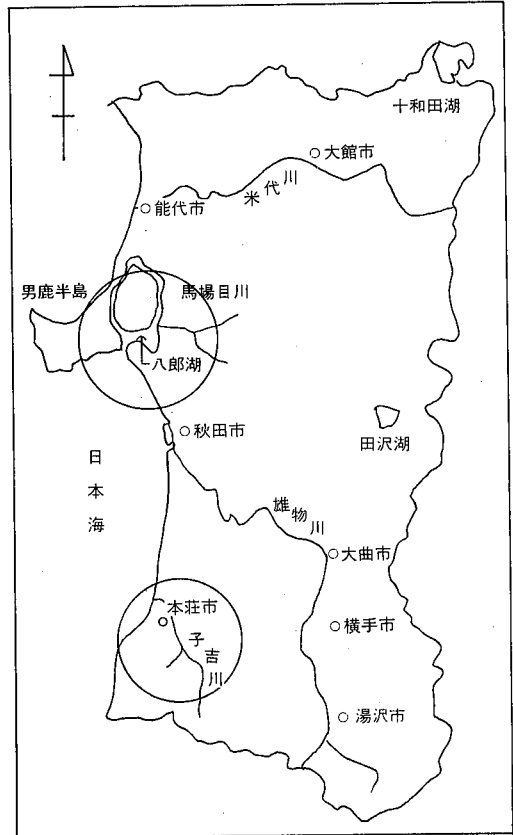 十和田湖
大館市
米代川
能代市
男鹿半島
馬場目川
八郎湖
秋田市
田沢湖
日本海
雄物川
大曲市
本荘市
横手市
子吉川
湯沢市